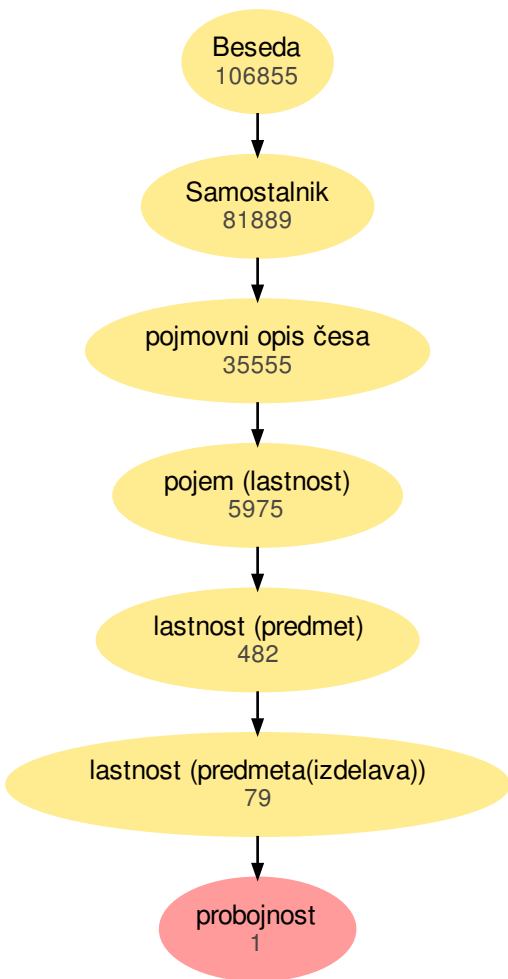 Beseda
106855
Samostalnik
81889
pojmovni opis česa
35555
pojem (lastnost)
5975
lastnost (predmet)
482
lastnost (predmeta(izdelava))
79
probojnost
1